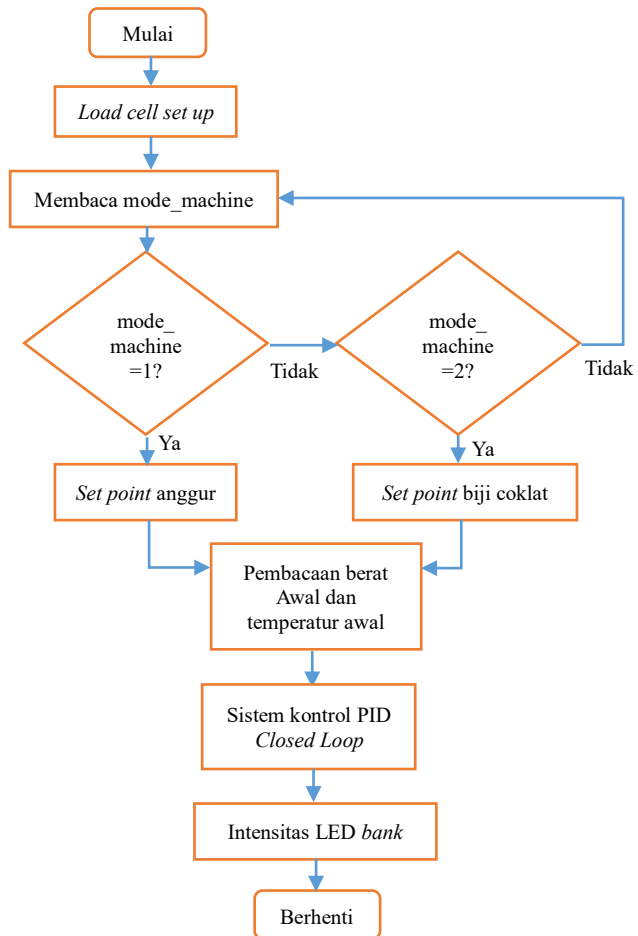 Mulai
Load cell set up
Membaca mode_machine
mode_
machine
=1?
Tidak
mode_
machine
=2?
Tidak
Ya
Ya
Set point anggur
Set point biji coklat
Pembacaan berat
Awal dan
temperatur awal
Sistem kontrol PID
Closed Loop
Intensitas LED bank
Berhenti